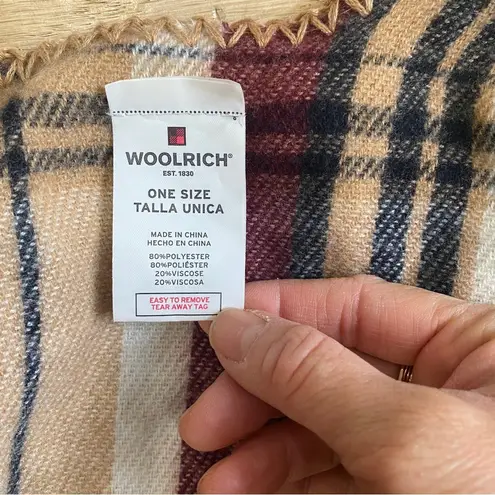 WOOLRICH®
EST. 1830
ONE SIZE
TALLA UNICA
MADE IN CHINA
HECHO EN CHINA
80%POLYESTER
80%POLIÉSTER
20%VISCOSE
20%VISCOSA
EASY TO REMOVE
TEAR AWAY TAG